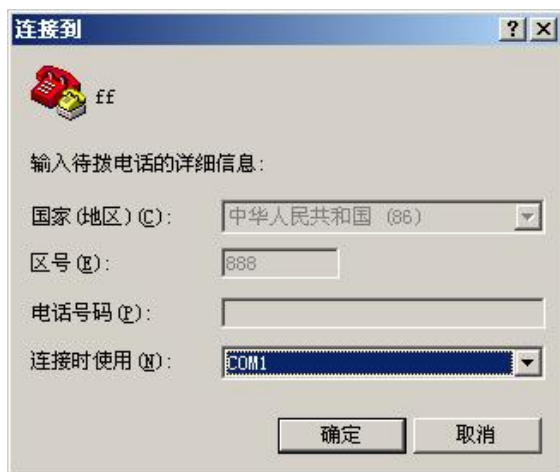 连接到
ff
输入待拨电话的详细信息:
国家(地区)(C): 中华人民共和国 (86)
区号(E): 888
电话号码(P):
连接时使用(N): COM1
确定 取消